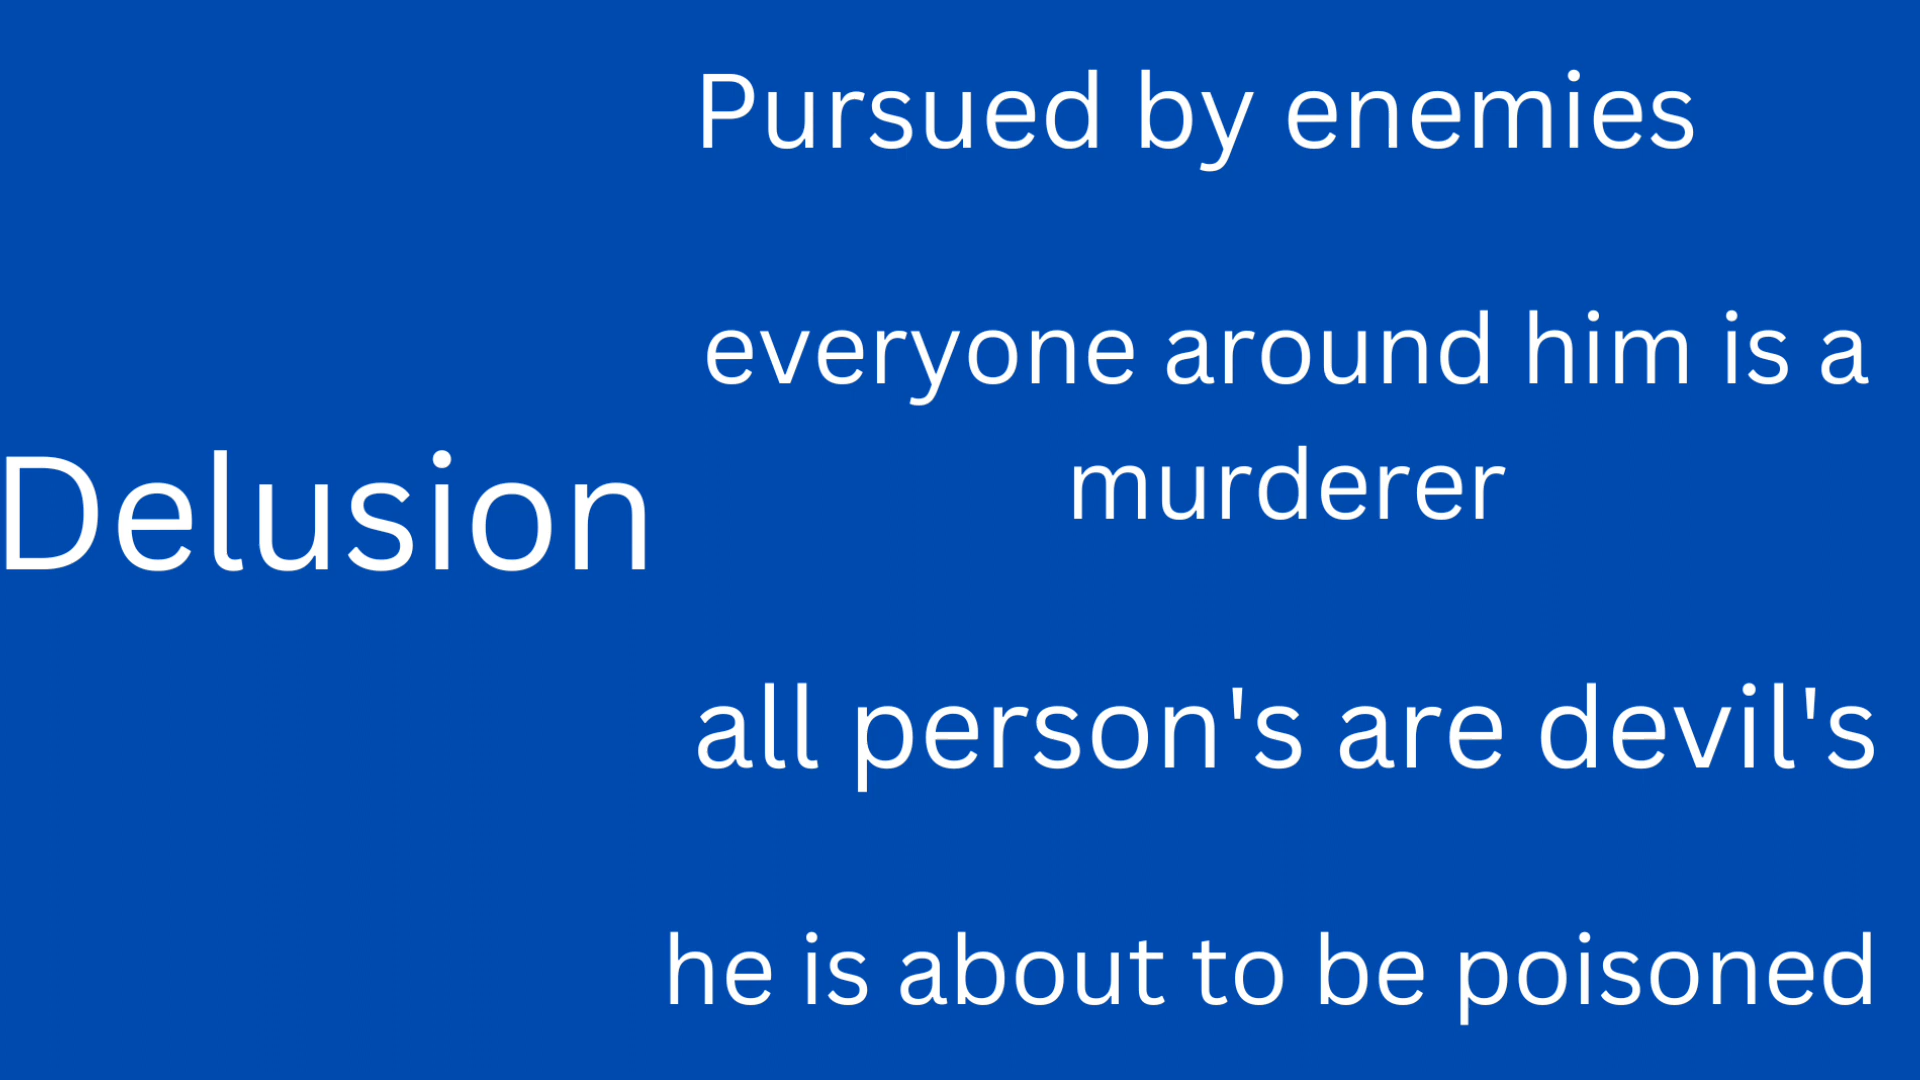 Pursued by enemies
everyone around him is a
murderer
Delusion
all person's are devil's
he is about to be poisoned